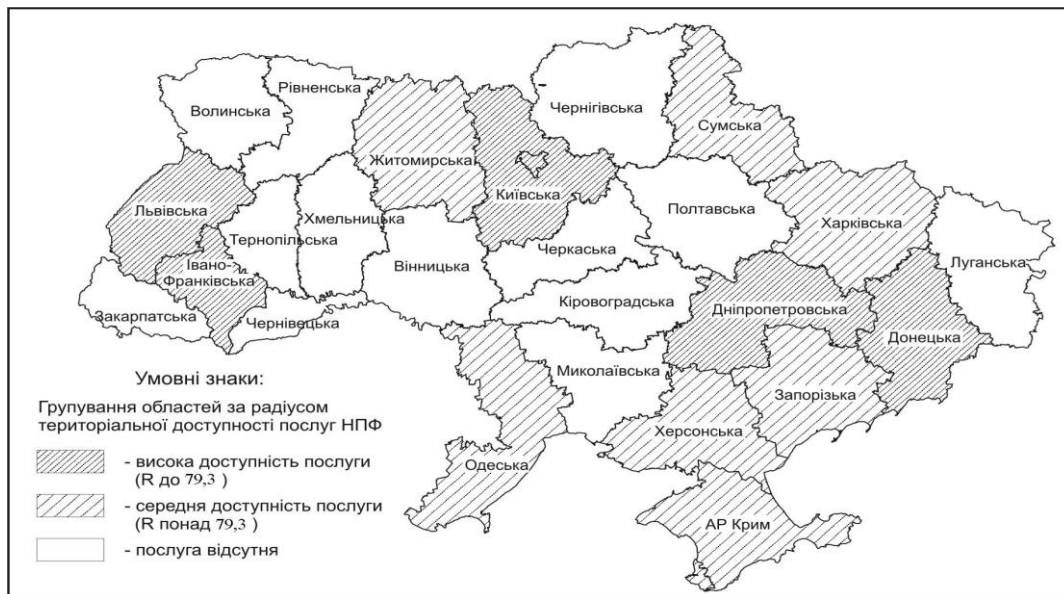 Волинська
Рівненська
Чернігівська
Сумська
Житомирська
Київська
Львівська
Хмельницька
Тернопільська
Полтавська
Харківська
Черкаська
Вінницька
Луганська
Івано-
Франківська
Закарпатська
Чернівецька
Кіровоградська
Дніпропетровська
Донецька
Миколаївська
Запорізька
Херсонська
Одеська
АР Крим
Умовні знаки:
Групування областей за радіусом
територіальної доступності послуг НПФ
- висока доступність послуги
(R до 79,3 )
- середня доступність послуги
(R понад 79,3 )
- послуга відсутня